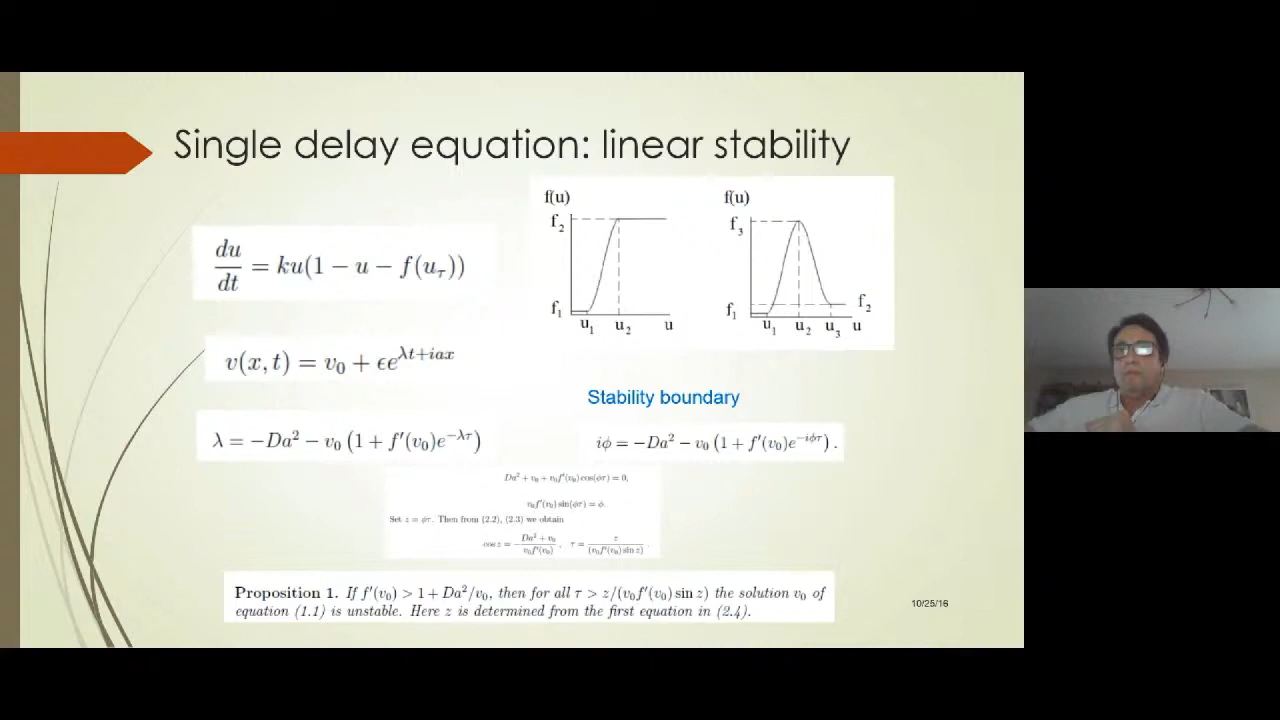 Single delay equation: linear stability
du/dt = ku(1 − u − f(u_τ))
f(u)
f₂
f₁
u₁ u₂ u
f(u)
f₃
f₁ f₂
u₁ u₂ u₃ u
v(x, t) = v₀ + ϵe^{λt+iax}
Stability boundary
λ = −Da² − v₀ (1 + f′(v₀)e^{−λτ})
iϕ = −Da² − v₀ (1 + f′(v₀)e^{−iϕτ}) .
Da² + v₀ + v₀f′(v₀) cos(ϕτ) = 0,
v₀f′(v₀) sin(ϕτ) = ϕ.
Set z = ϕτ. Then from (2.2), (2.3) we obtain
cos z = − (Da² + v₀)/(v₀f′(v₀)) , τ = z/(v₀f′(v₀) sin z) .
Proposition 1. If f′(v₀) > 1 + Da²/v₀, then for all τ > z/(v₀f′(v₀) sin z) the solution v₀ of
equation (1.1) is unstable. Here z is determined from the first equation in (2.4).
10/25/16